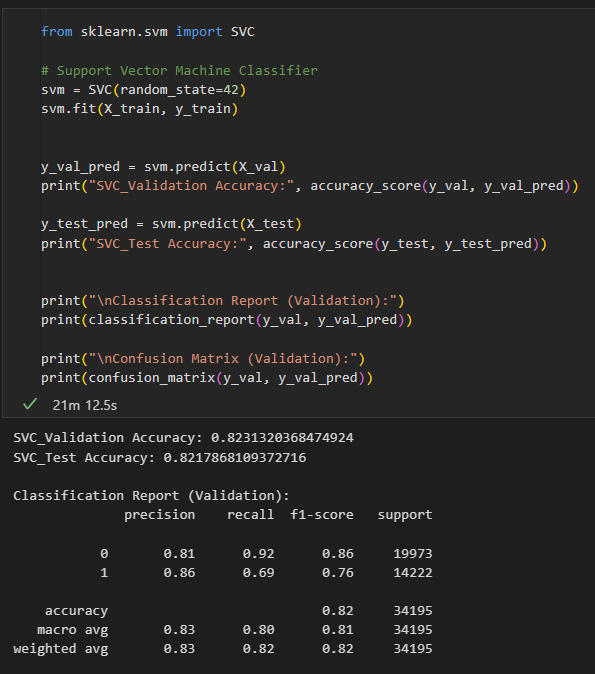 from sklearn.svm import SVC
# Support Vector Machine Classifier
svm = SVC(random_state=42)
svm.fit(X_train, y_train)
y_val_pred = svm.predict(X_val)
print("SVC_Validation Accuracy:", accuracy_score(y_val, y_val_pred))
y_test_pred = svm.predict(X_test)
print("SVC_Test Accuracy:", accuracy_score(y_test, y_test_pred))
print("\nClassification Report (Validation):")
print(classification_report(y_val, y_val_pred))
print("\nConfusion Matrix (Validation):")
print(confusion_matrix(y_val, y_val_pred))
21m 12.5s
SVC_Validation Accuracy: 0.8231320368474924
SVC_Test Accuracy: 0.8217868109372716
Classification Report (Validation):
precision recall f1-score support
0 0.81 0.92 0.86 19973
1 0.86 0.69 0.76 14222
accuracy 0.82 34195
macro avg 0.83 0.80 0.81 34195
weighted avg 0.83 0.82 0.82 34195